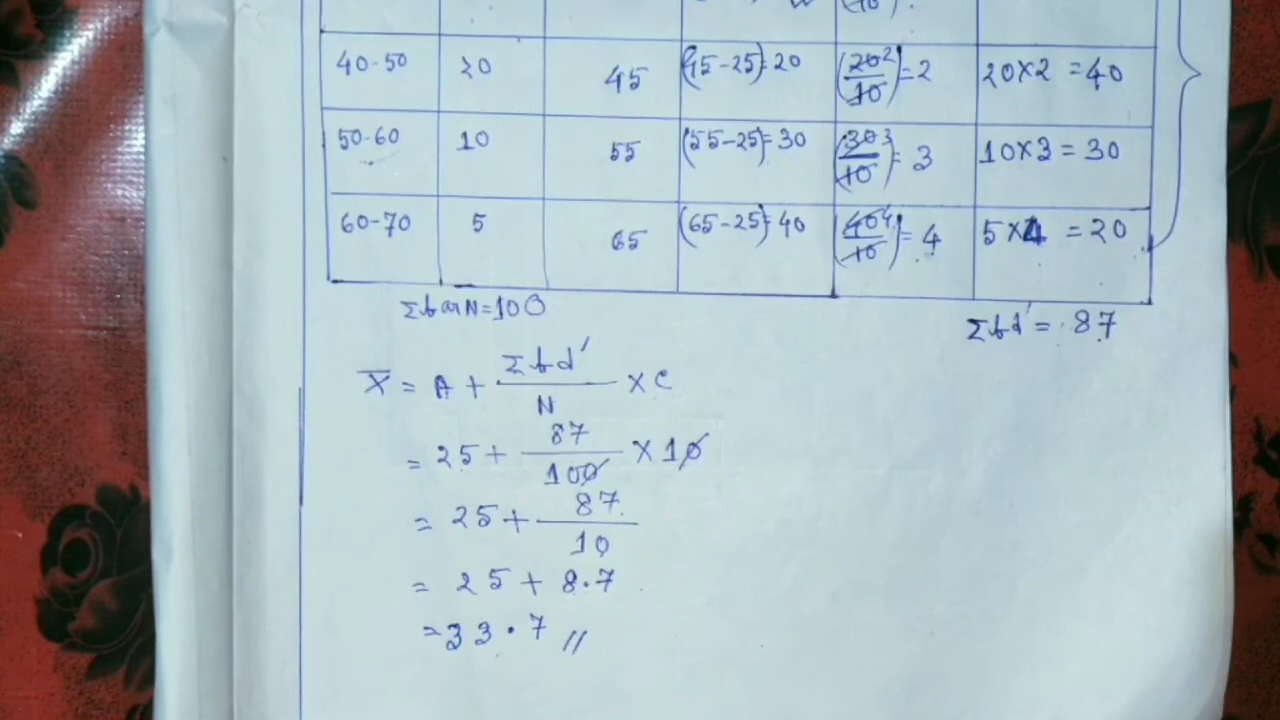 40-50 20 45 (45-25)=20 (20/10)2=2 20×2 =40
50-60 10 55 (55-25)=30 (30/10)3=3 10×3=30
60-70 5 65 (65-25)=40 (40/10)4=4 5×4 =20
Σf or N=100
Σfd' = 87
X̄ = A + Σfd'/N × C
= 25 + 87/100 × 10
= 25 + 87/10
= 25 + 8.7
=33.7 //